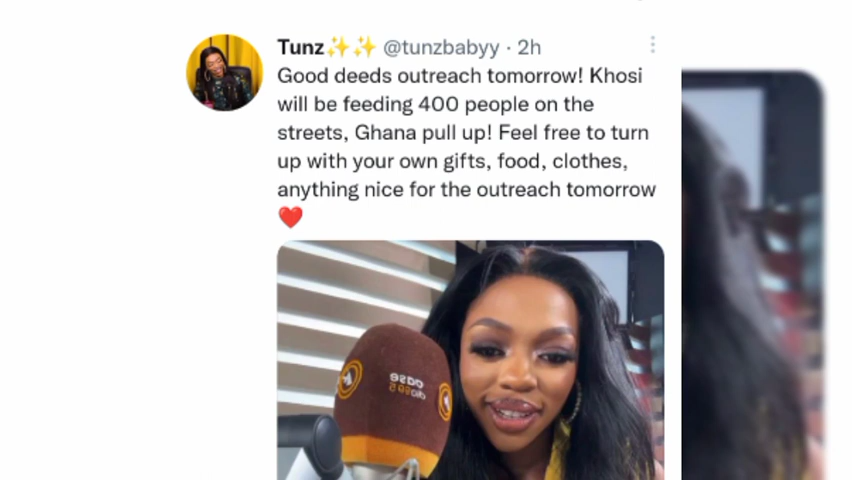 Tunz✨✨ @tunzbabyy · 2h
Good deeds outreach tomorrow! Khosi
will be feeding 400 people on the
streets, Ghana pull up! Feel free to turn
up with your own gifts, food, clothes,
anything nice for the outreach tomorrow
❤️